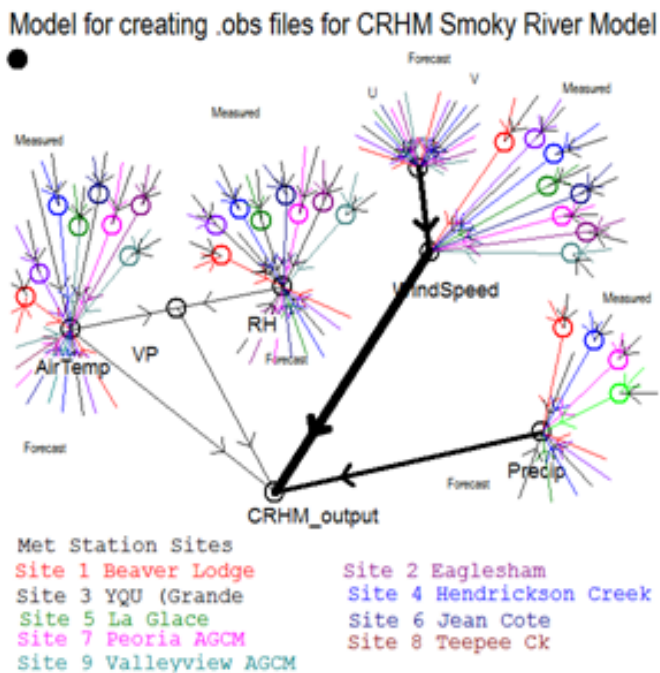 Model for creating .obs files for CRHM Smoky River Model
Forecast
U
V
Measured
Measured
Measured
WindSpeed
Measured
RH
AirTemp
VP
Forecast
Forecast
Forecast
Precip
CRHM_output
Met Station Sites
Site 1 Beaver Lodge
Site 2 Eaglesham
Site 3 YQU (Grande
Site 4 Hendrickson Creek
Site 5 La Glace
Site 6 Jean Cote
Site 7 Peoria AGCM
Site 8 Teepee Ck
Site 9 Valleyview AGCM